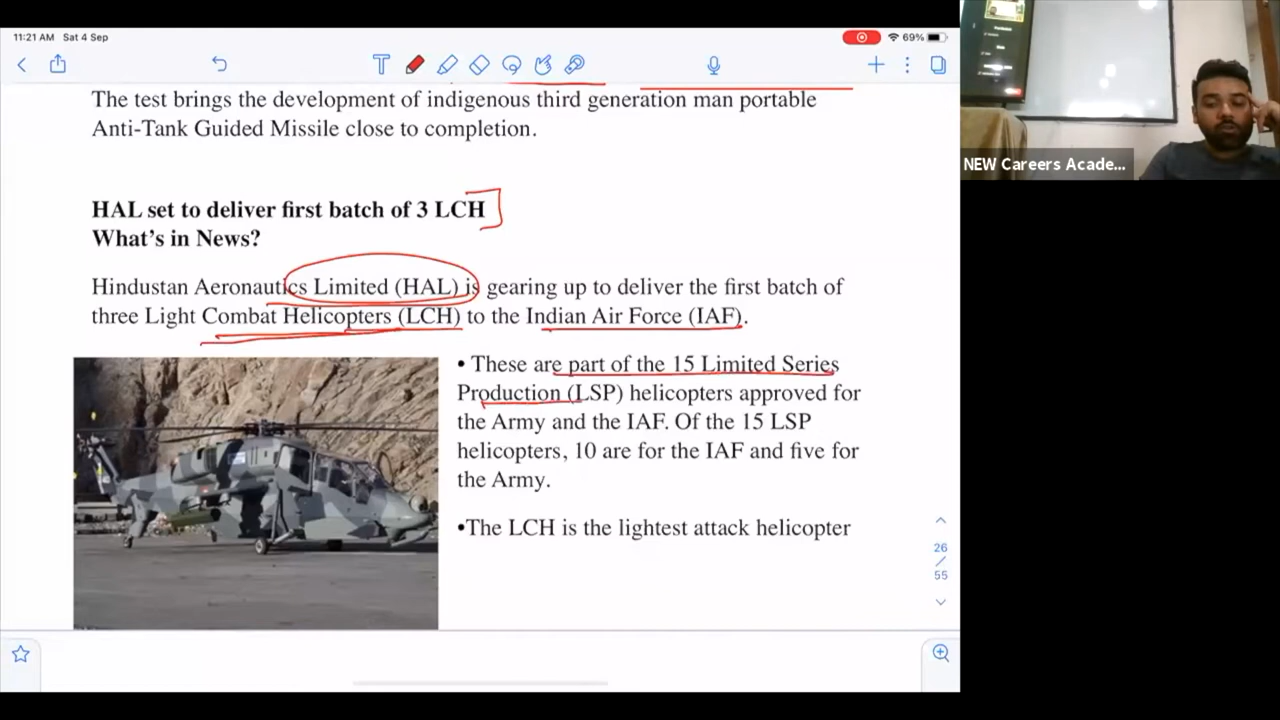 11:21 AM Sat 4 Sep
69%
The test brings the development of indigenous third generation man portable
Anti-Tank Guided Missile close to completion.
HAL set to deliver first batch of 3 LCH
What's in News?
Hindustan Aeronautics Limited (HAL) is gearing up to deliver the first batch of
three Light Combat Helicopters (LCH) to the Indian Air Force (IAF).
• These are part of the 15 Limited Series
Production (LSP) helicopters approved for
the Army and the IAF. Of the 15 LSP
helicopters, 10 are for the IAF and five for
the Army.
•The LCH is the lightest attack helicopter
26
/
55
NEW Careers Acade...